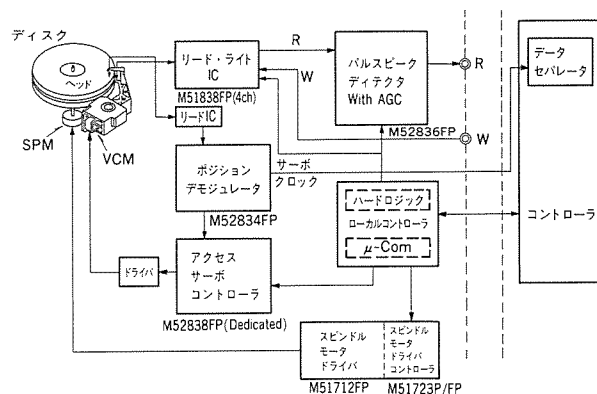 ディスク
ヘッド
SPM
VCM
リード・ライト
IC
M51838FP(4ch)
リードIC
R
W
パルスピーク
ディテクタ
With AGC
M52836FP
R
W
データ
セパレータ
コントローラ
ポジション
デモジュレータ
M52834FP
サーボ
クロック
ハードロジック
ローカルコントローラ
μ-Com
ドライバ
アクセス
サーボ
コントローラ
M52838FP(Dedicated)
スピンドル
モータ
ドライバ
M51712FP
スピンドル
モータ
ドライバ
コントローラ
M51723P/FP